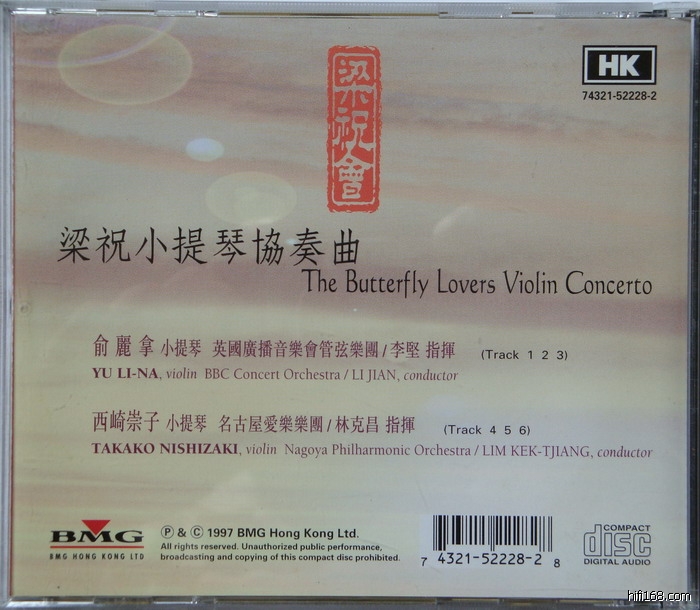 梁祝會
HK
74321-52228-2
梁祝小提琴協奏曲
The Butterfly Lovers Violin Concerto
俞麗拿 小提琴 英國廣播音樂會管弦樂團/李堅 指揮 (Track 1 2 3)
YU LI-NA, violin BBC Concert Orchestra / LI JIAN, conductor
西崎崇子 小提琴 名古屋愛樂樂團/林克昌 指揮 (Track 4 5 6)
TAKAKO NISHIZAKI, violin Nagoya Philharmonic Orchestra / LIM KEK-TJIANG, conductor
BMG
BMG HONG KONG LTD
℗ & © 1997 BMG Hong Kong Ltd.
All rights reserved. Unauthorized public performance,
broadcasting and copying of this compact disc prohibited.
7 4321-52228-2 8
COMPACT
disc
DIGITAL AUDIO
hifi168.com